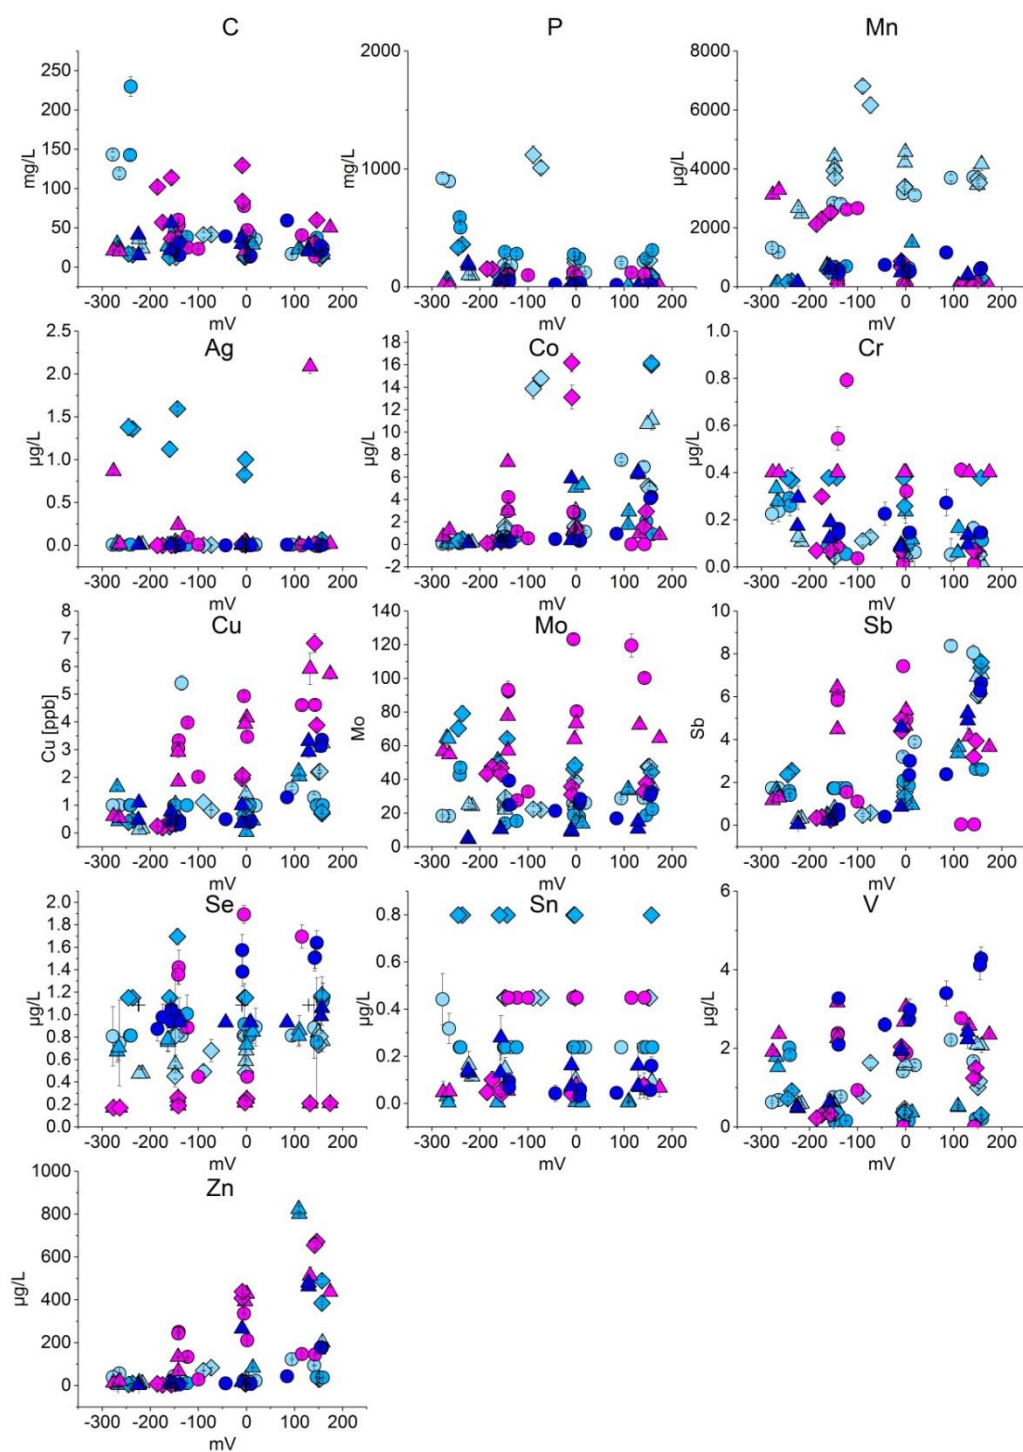 C P Mn
250
225
200
175
150
125
100
75
50
25
0
mg/L
-300 -200 -100 0 100 200
mV
2000
1000
0
mg/L
-300 -200 -100 0 100 200
mV
8000
6000
4000
2000
0
µg/L
-300 -200 -100 0 100 200
mV
Ag Co Cr
2.5
2.0
1.5
1.0
0.5
0.0
µg/L
-300 -200 -100 0 100 200
18
16
14
12
10
8
6
4
2
0
-2
µg/L
-300 -200 -100 0 100 200
1.0
0.8
0.6
0.4
0.2
0.0
µg/L
-300 -200 -100 0 100 200
Cu Mo Sb
8
7
6
5
4
3
2
1
0
Cu [ppb]
-300 -200 -100 0 100 200
mV
140
120
100
80
60
40
20
0
Mo
-300 -200 -100 0 100 200
mV
10
8
6
4
2
0
Sb
-300 -200 -100 0 100 200
mV
Se Sn V
2.0
1.8
1.6
1.4
1.2
1.0
0.8
0.6
0.4
0.2
0.0
µg/L
-300 -200 -100 0 100 200
mV
0.8
0.6
0.4
0.2
0.0
µg/L
-300 -200 -100 0 100 200
mV
6
4
2
0
µg/L
-300 -200 -100 0 100 200
mV
Zn
1000
800
600
400
200
0
µg/L
-300 -200 -100 0 100 200
mV